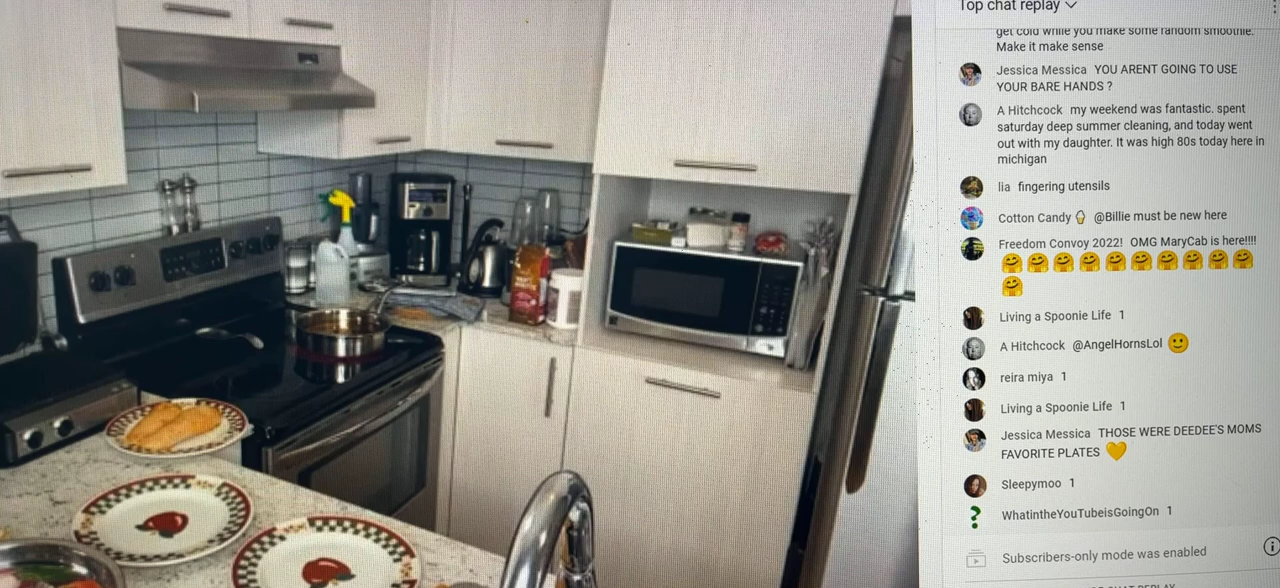 Top chat replay
get cold while you make some random smoothie.
Make it make sense
Jessica Messica YOU ARENT GOING TO USE
YOUR BARE HANDS ?
A Hitchcock my weekend was fantastic. spent
saturday deep summer cleaning, and today went
out with my daughter. It was high 80s today here in
michigan
lia fingering utensils
Cotton Candy🍦 @Billie must be new here
Freedom Convoy 2022! OMG MaryCab is here!!!!
🤗🤗🤗🤗🤗🤗🤗🤗🤗🤗
🤗
Living a Spoonie Life 1
A Hitchcock @AngelHornsLol 🙂
reira miya 1
Living a Spoonie Life 1
Jessica Messica THOSE WERE DEEDEE'S MOMS
FAVORITE PLATES 💛
Sleepymoo 1
WhatintheYouTubeisGoingOn 1
Subscribers-only mode was enabled
CHAT REPLAY